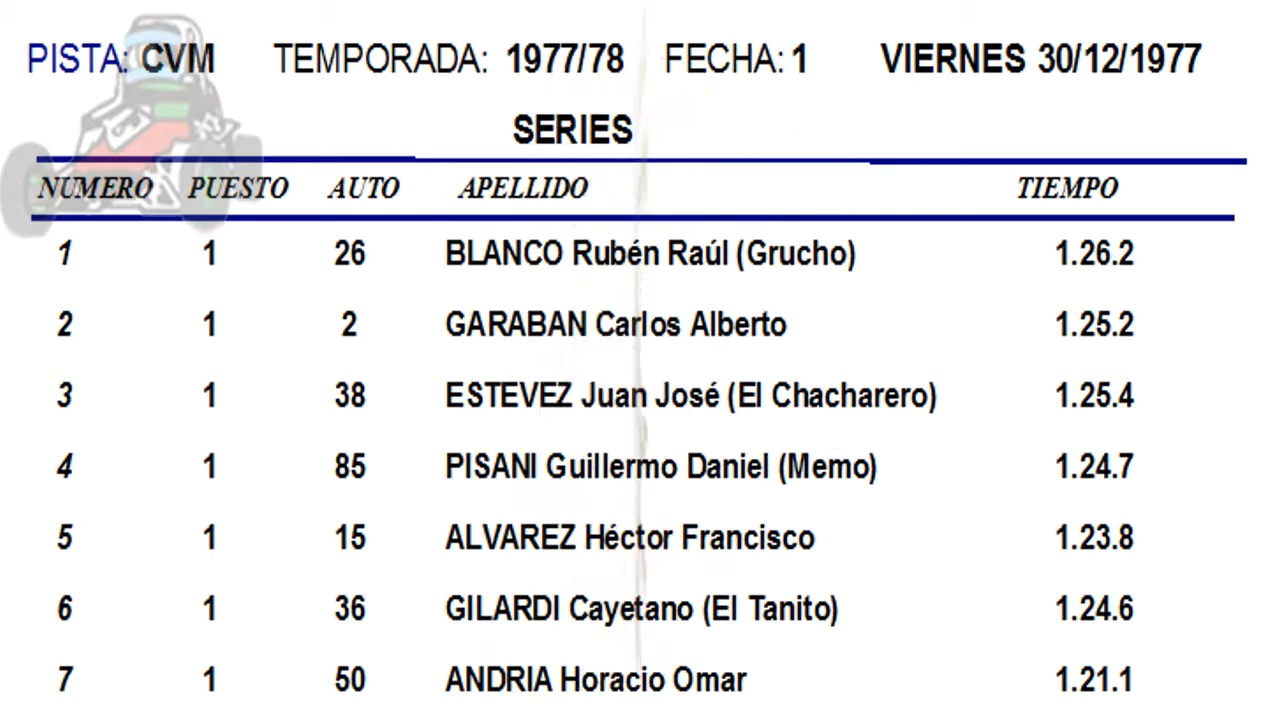 PISTA: CVM TEMPORADA: 1977/78 FECHA: 1 VIERNES 30/12/1977
SERIES
NUMERO PUESTO AUTO APELLIDO TIEMPO
1 1 26 BLANCO Rubén Raúl (Grucho) 1.26.2
2 1 2 GARABAN Carlos Alberto 1.25.2
3 1 38 ESTEVEZ Juan José (El Chacharero) 1.25.4
4 1 85 PISANI Guillermo Daniel (Memo) 1.24.7
5 1 15 ALVAREZ Héctor Francisco 1.23.8
6 1 36 GILARDI Cayetano (El Tanito) 1.24.6
7 1 50 ANDRIA Horacio Omar 1.21.1